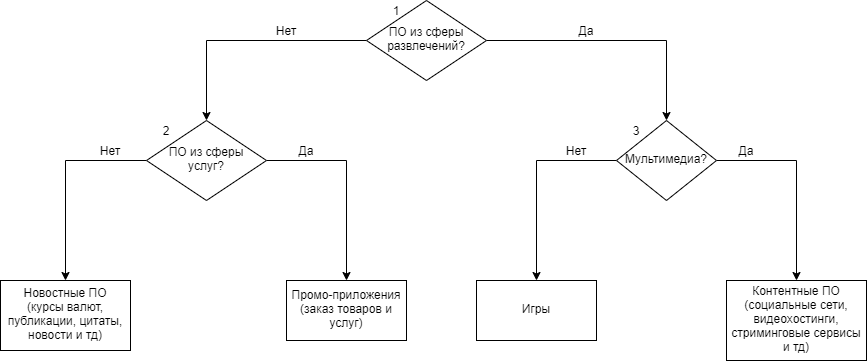 1
ПО из сферы
развлечений?
Нет
Да
2
ПО из сферы
услуг?
Нет
Да
3
Мультимедиа?
Нет
Да
Новостные ПО
(курсы валют,
публикации, цитаты,
новости и тд)
Промо-приложения
(заказ товаров и
услуг)
Игры
Контентные ПО
(социальные сети,
видеохостинги,
стриминговые сервисы
и тд)